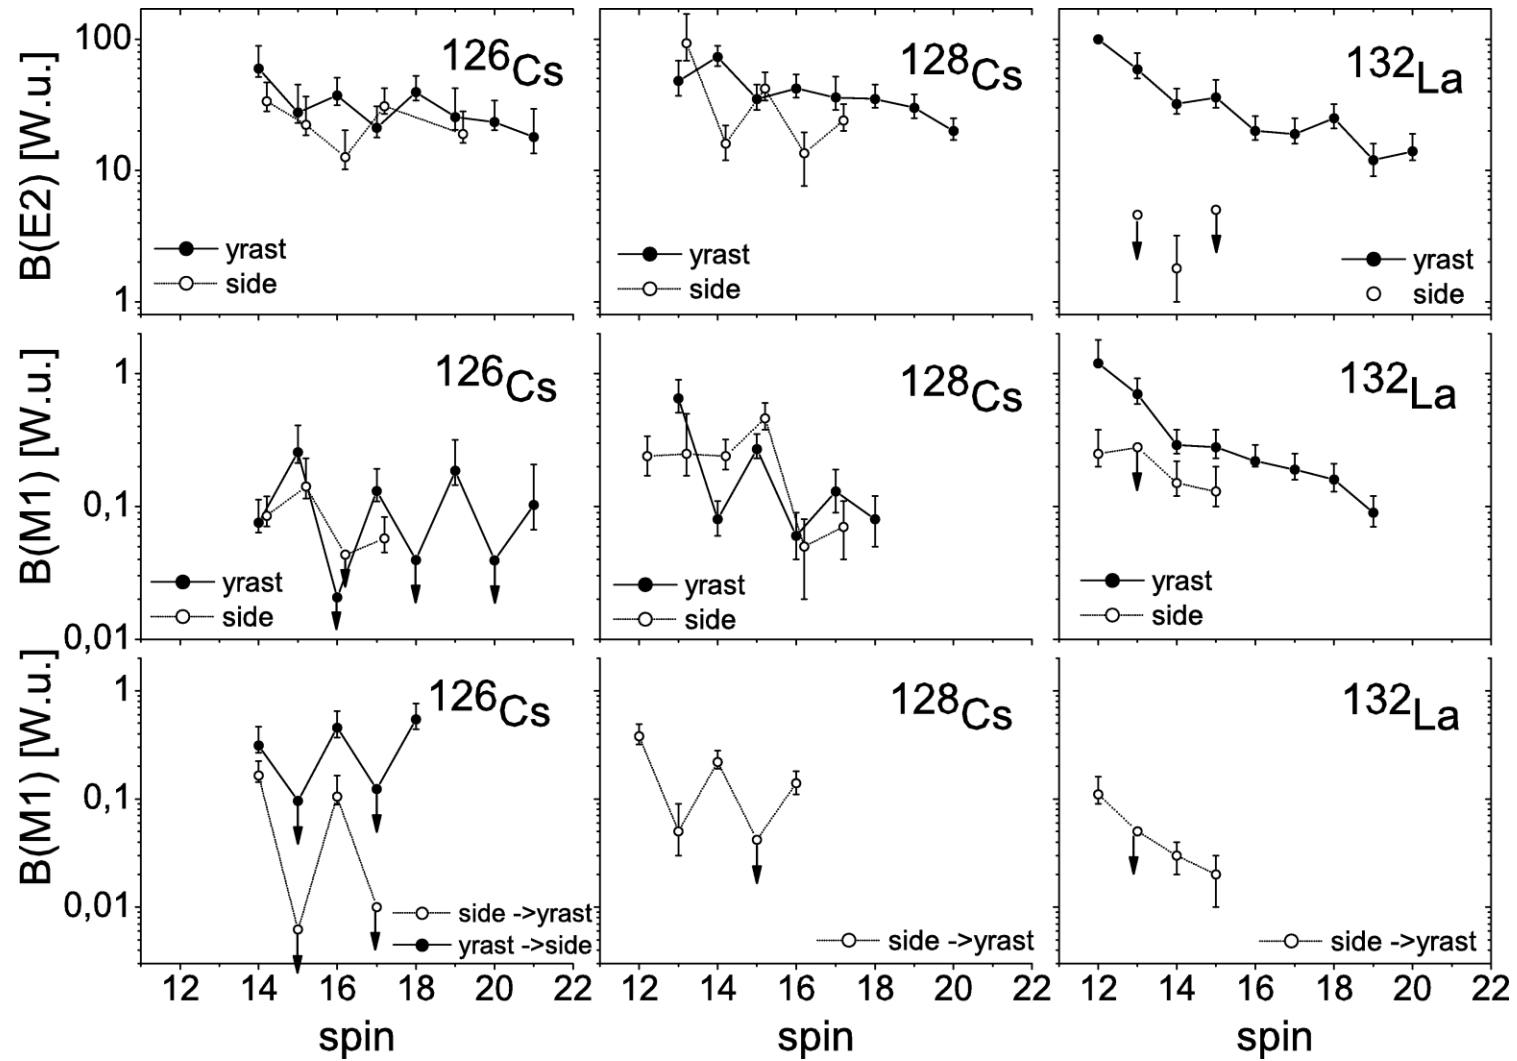 B(E2) [W.u.]
100
10
1
126Cs
yrast
side
128Cs
yrast
side
132La
yrast
side
B(M1) [W.u.]
1
0,1
0,01
126Cs
yrast
side
128Cs
yrast
side
132La
yrast
side
B(M1) [W.u.]
1
0,1
0,01
126Cs
side ->yrast
yrast ->side
128Cs
side ->yrast
132La
side ->yrast
12 14 16 18 20 22 12 14 16 18 20 22 12 14 16 18 20 22
spin spin spin